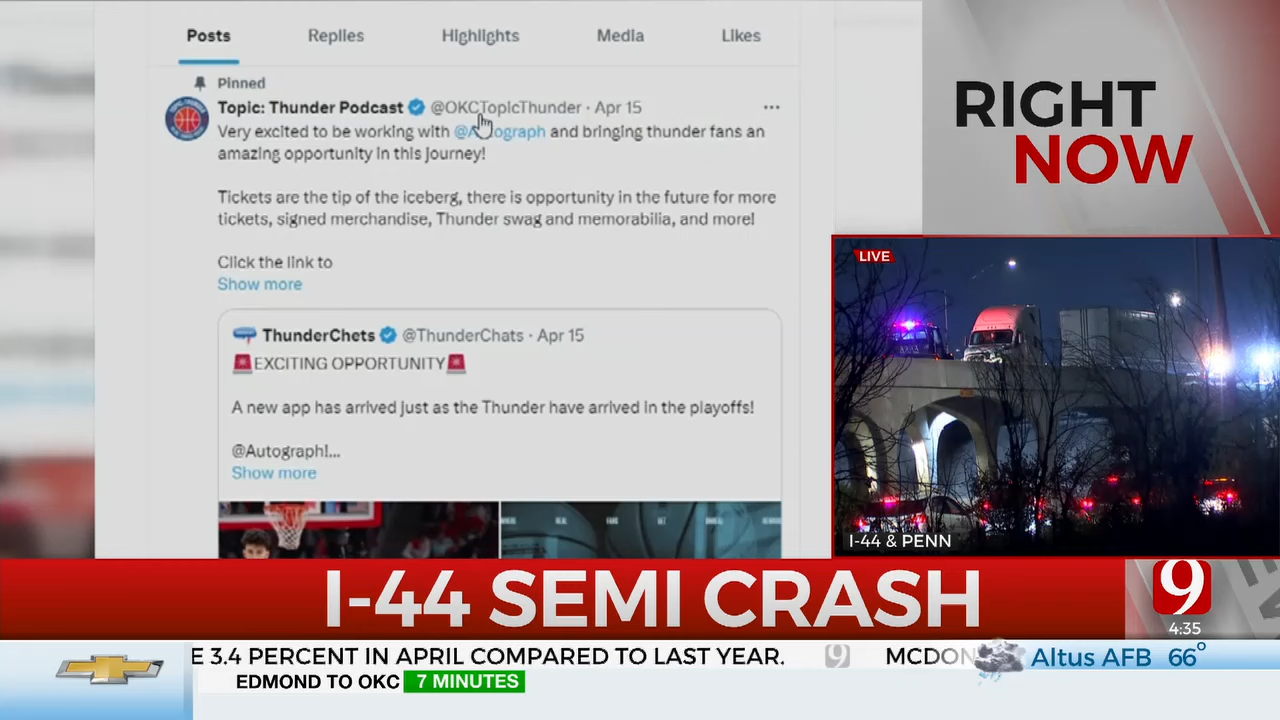 Posts Replies Highlights Media Likes
Pinned
Topic: Thunder Podcast @OKCTopicThunder · Apr 15
Very excited to be working with and bringing thunder fans an
amazing opportunity in this journey!
Tickets are the tip of the iceberg, there is opportunity in the future for more
tickets, signed merchandise, Thunder swag and memorabilia, and more!
Click the link to
Show more
ThunderChets @ThunderChats · Apr 15
EXCITING OPPORTUNITY
A new app has arrived just as the Thunder have arrived in the playoffs!
@Autograph!...
Show more
RIGHT
NOW
LIVE
I-44 & PENN
I-44 SEMI CRASH
9
4:35
E 3.4 PERCENT IN APRIL COMPARED TO LAST YEAR. 9 MCDON
Altus AFB 66°
EDMOND TO OKC 7 MINUTES